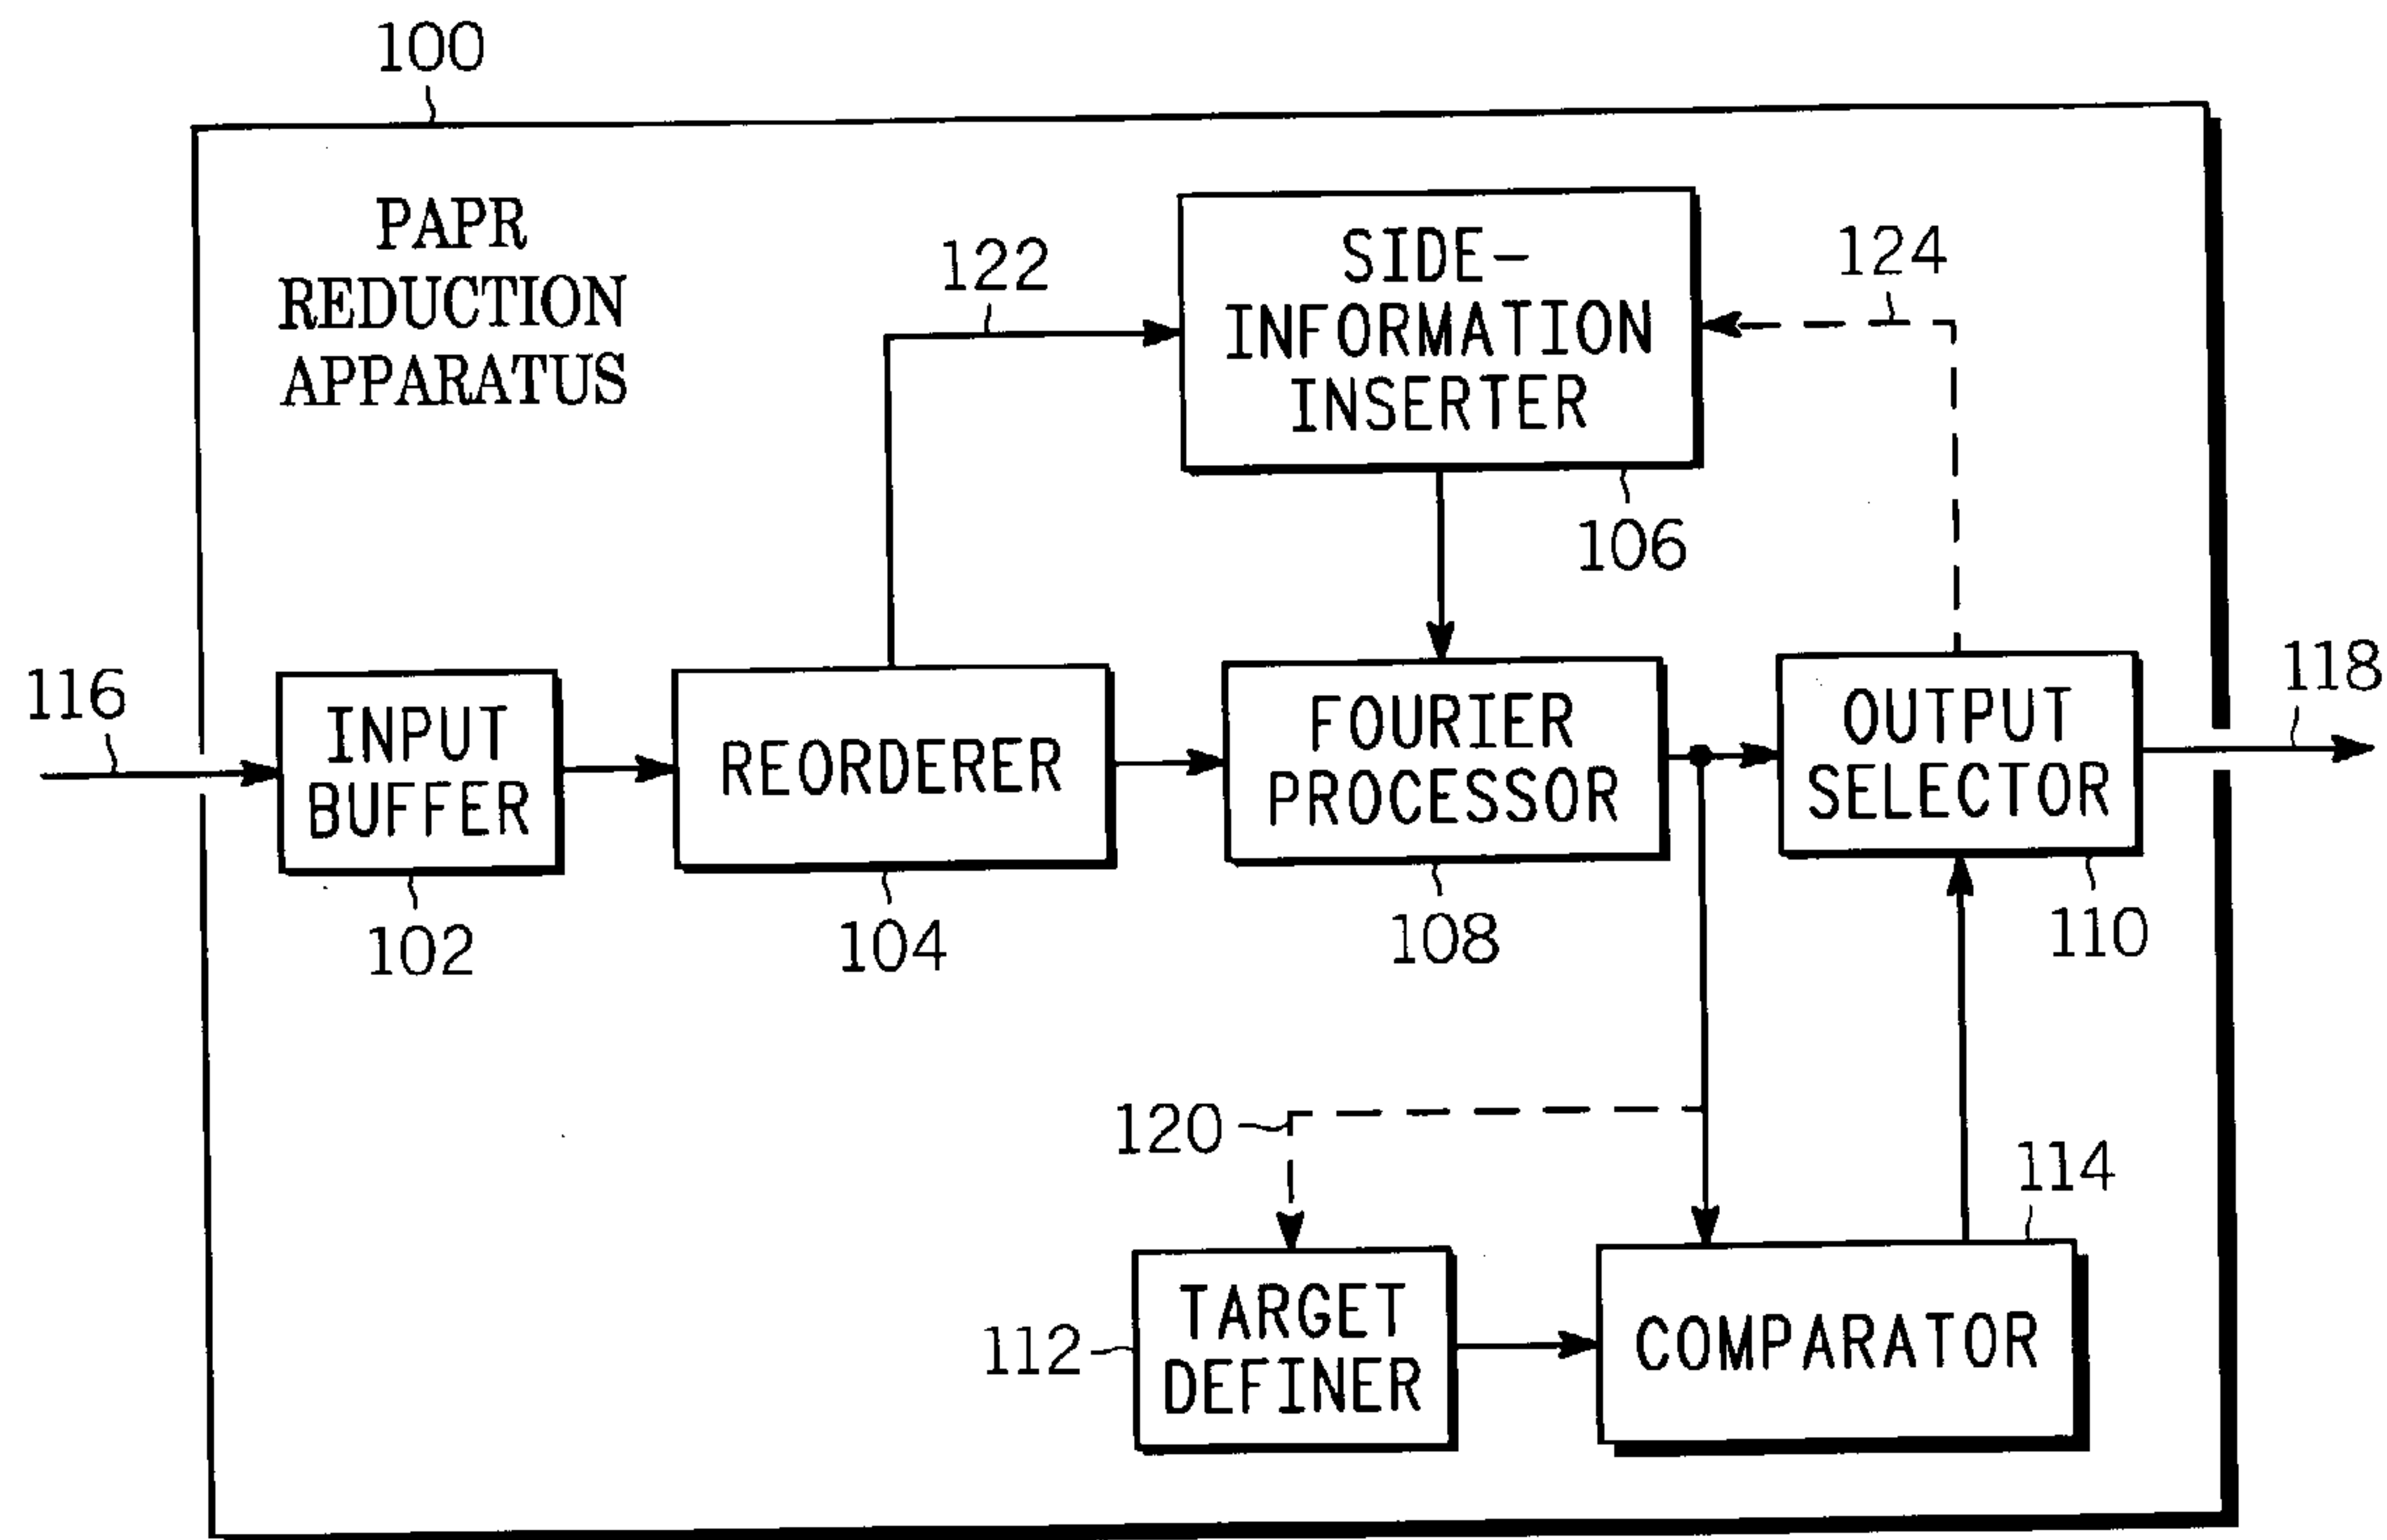 100
PAPR
REDUCTION
APPARATUS
122
SIDE-
INFORMATION
INSERTER
124
106
116
INPUT
BUFFER
102
REORDERER
104
FOURIER
PROCESSOR
108
OUTPUT
SELECTOR
110
118
120
112
TARGET
DEFINER
114
COMPARATOR